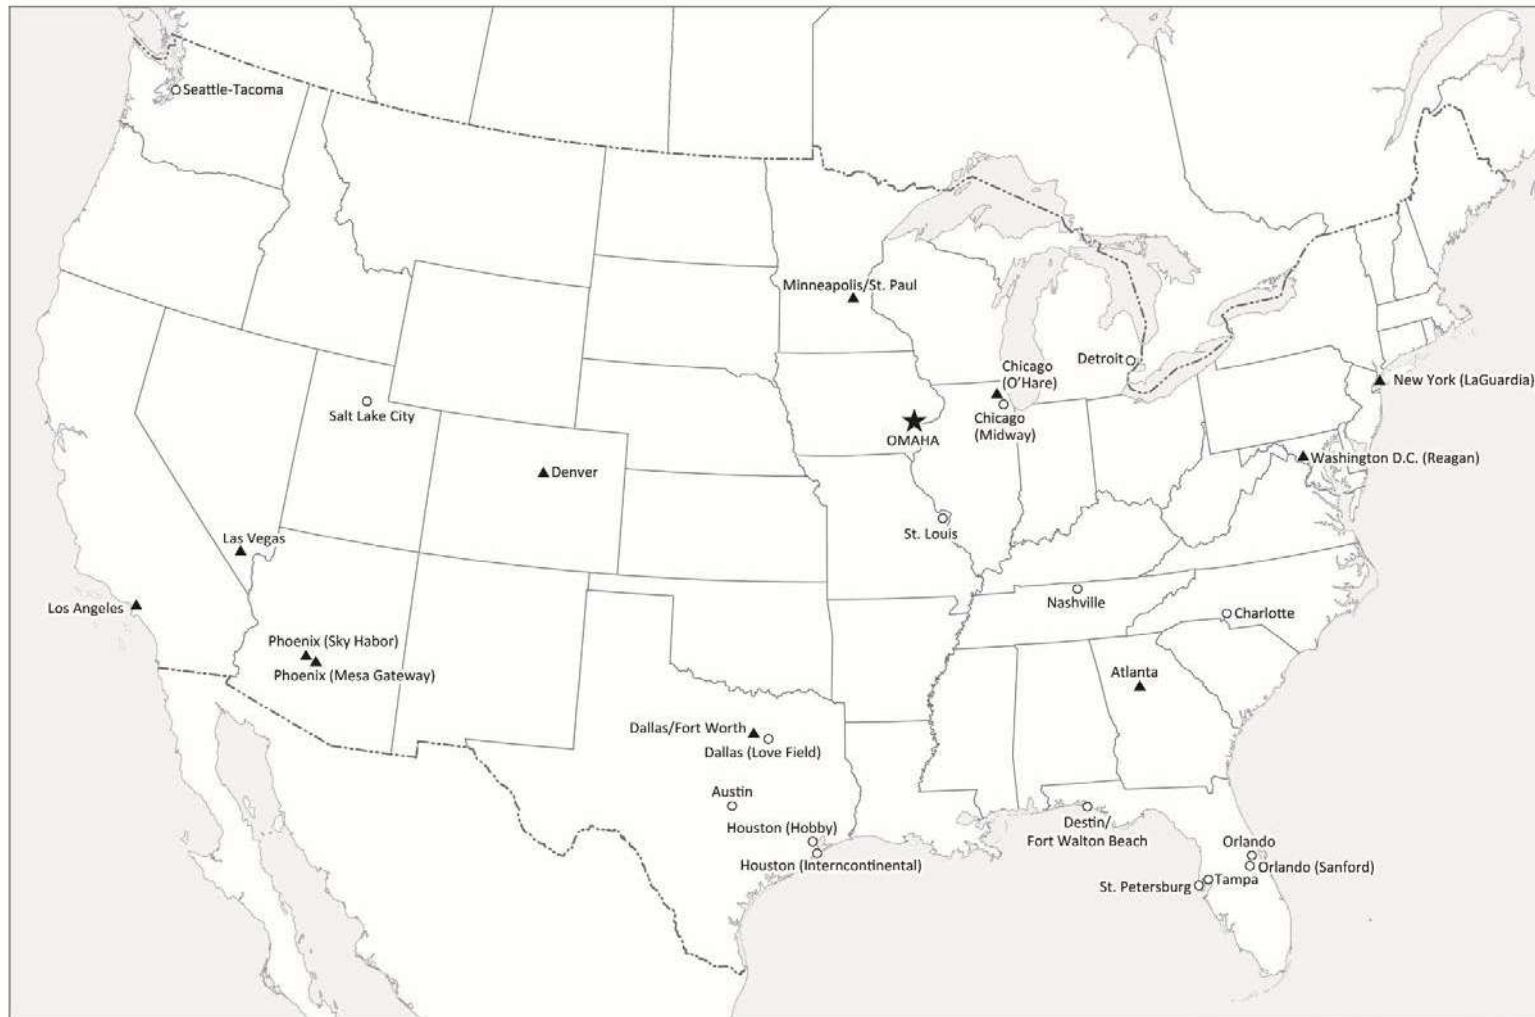 Seattle-Tacoma
Minneapolis/St. Paul
Detroit
Chicago
(O'Hare)
New York (LaGuardia)
Salt Lake City
Chicago
(Midway)
OMAHA
Denver
Washington D.C. (Reagan)
Las Vegas
St. Louis
Los Angeles
Nashville
Charlotte
Phoenix (Sky Habor)
Phoenix (Mesa Gateway)
Atlanta
Dallas/Fort Worth
Dallas (Love Field)
Austin
Houston (Hobby)
Houston (Interncontinental)
Destin/
Fort Walton Beach
Orlando
Orlando (Sanford)
Tampa
St. Petersburg